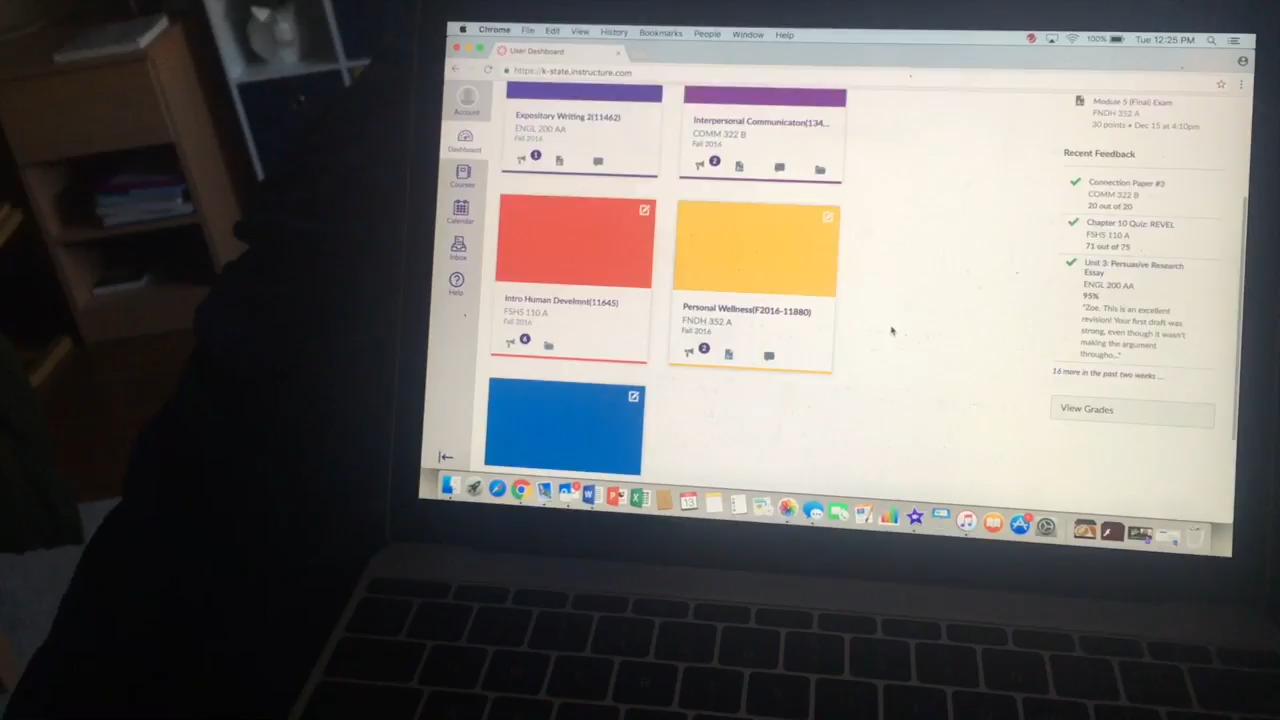 Chrome File Edit View History Bookmarks People Window Help 100% Tue 12:25 PM
User Dashboard
https://k-state.instructure.com
Account
Dashboard
Courses
Calendar
Inbox
Help
Expository Writing 2(11462)
ENGL 200 AA
Fall 2016
1
Interpersonal Communicaton(134...
COMM 322 B
Fall 2016
2
Intro Human Develmnt(11645)
FSHS 110 A
Fall 2016
6
Personal Wellness(F2016-11880)
FNDH 352 A
Fall 2016
2
Module 5 (Final) Exam
FNDH 352 A
30 points • Dec 15 at 4:10pm
Recent Feedback
Connection Paper #3
COMM 322 B
20 out of 20
Chapter 10 Quiz: REVEL
FSHS 110 A
71 out of 75
Unit 3: Persuasive Research
Essay
ENGL 200 AA
95%
"Zoe, This is an excellent
revision! Your first draft was
strong, even though it wasn't
making the argument
througho..."
16 more in the past two weeks ...
View Grades
13